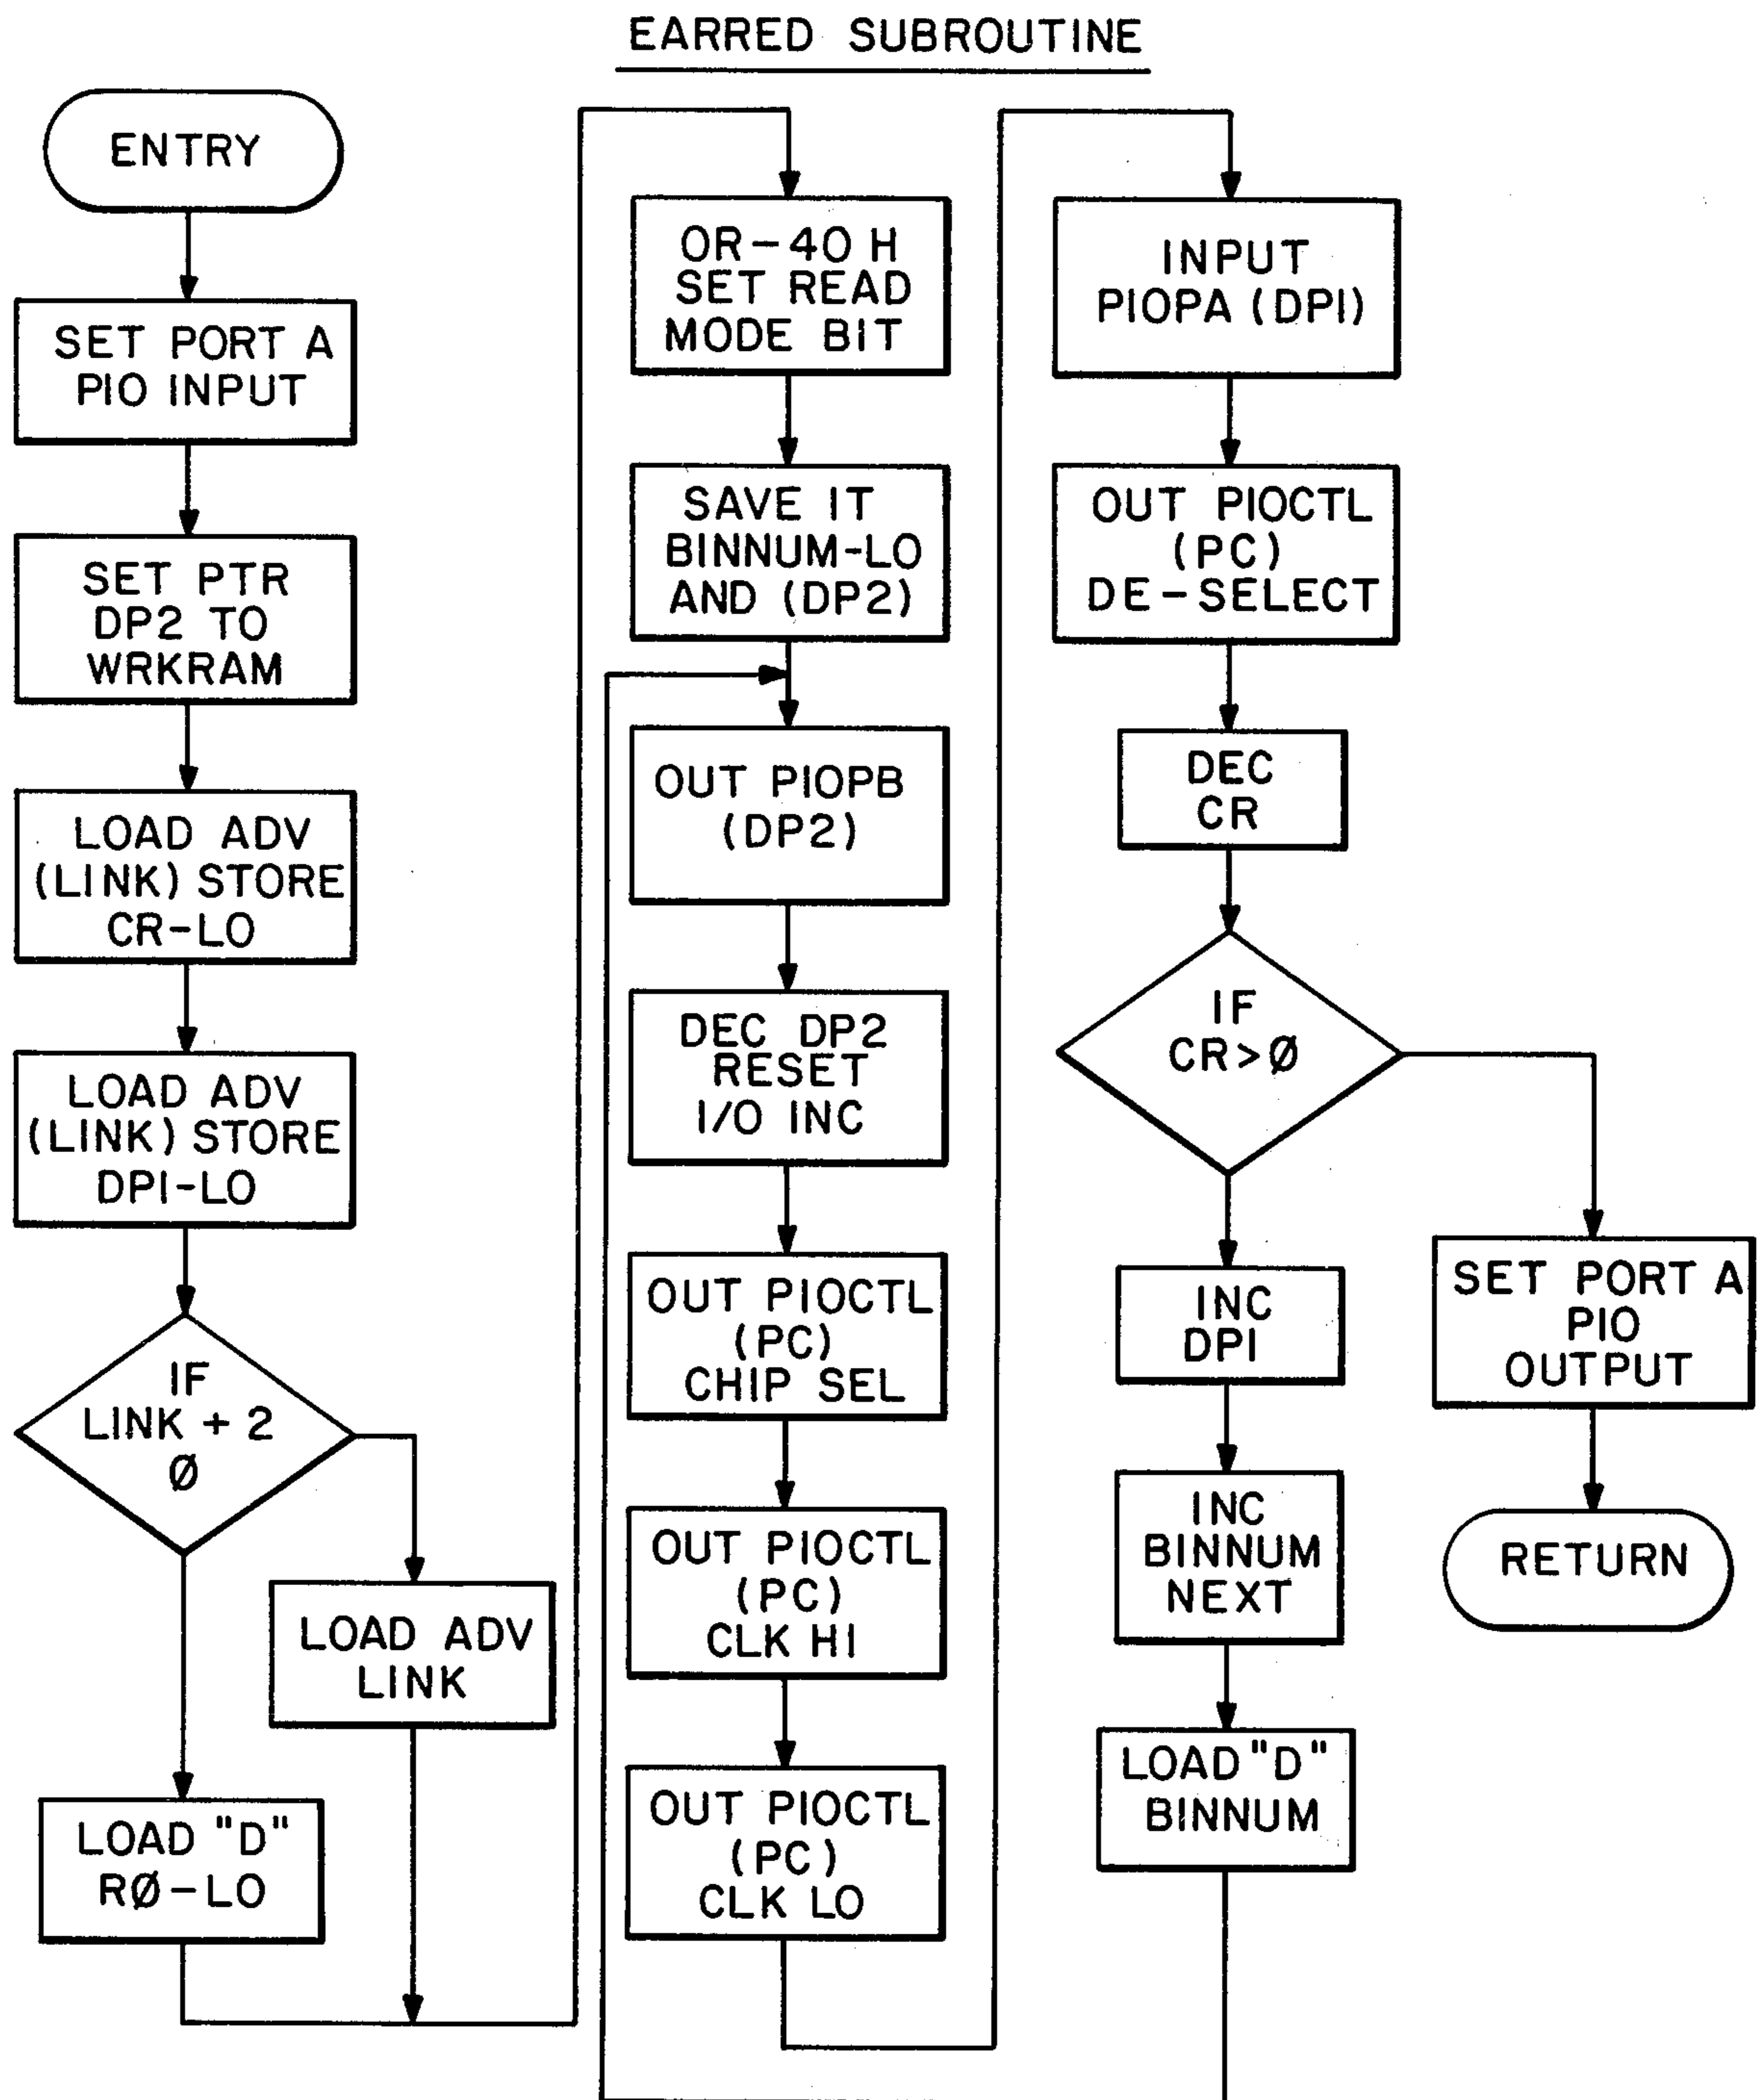 EARRED SUBROUTINE
ENTRY
SET PORT A
PIO INPUT
SET PTR
DP2 TO
WRKRAM
LOAD ADV
(LINK) STORE
CR-LO
LOAD ADV
(LINK) STORE
DPI-LO
IF
LINK + 2
Ø
LOAD ADV
LINK
LOAD "D"
RØ-LO
OR-40 H
SET READ
MODE BIT
SAVE IT
BINNUM-LO
AND (DP2)
OUT PIOPB
(DP2)
DEC DP2
RESET
I/O INC
OUT PIOCTL
(PC)
CHIP SEL
OUT PIOCTL
(PC)
CLK HI
OUT PIOCTL
(PC)
CLK LO
INPUT
PIOPA (DPI)
OUT PIOCTL
(PC)
DE-SELECT
DEC
CR
IF
CR>Ø
INC
DPI
INC
BINNUM
NEXT
LOAD "D"
BINNUM
SET PORT A
PIO
OUTPUT
RETURN